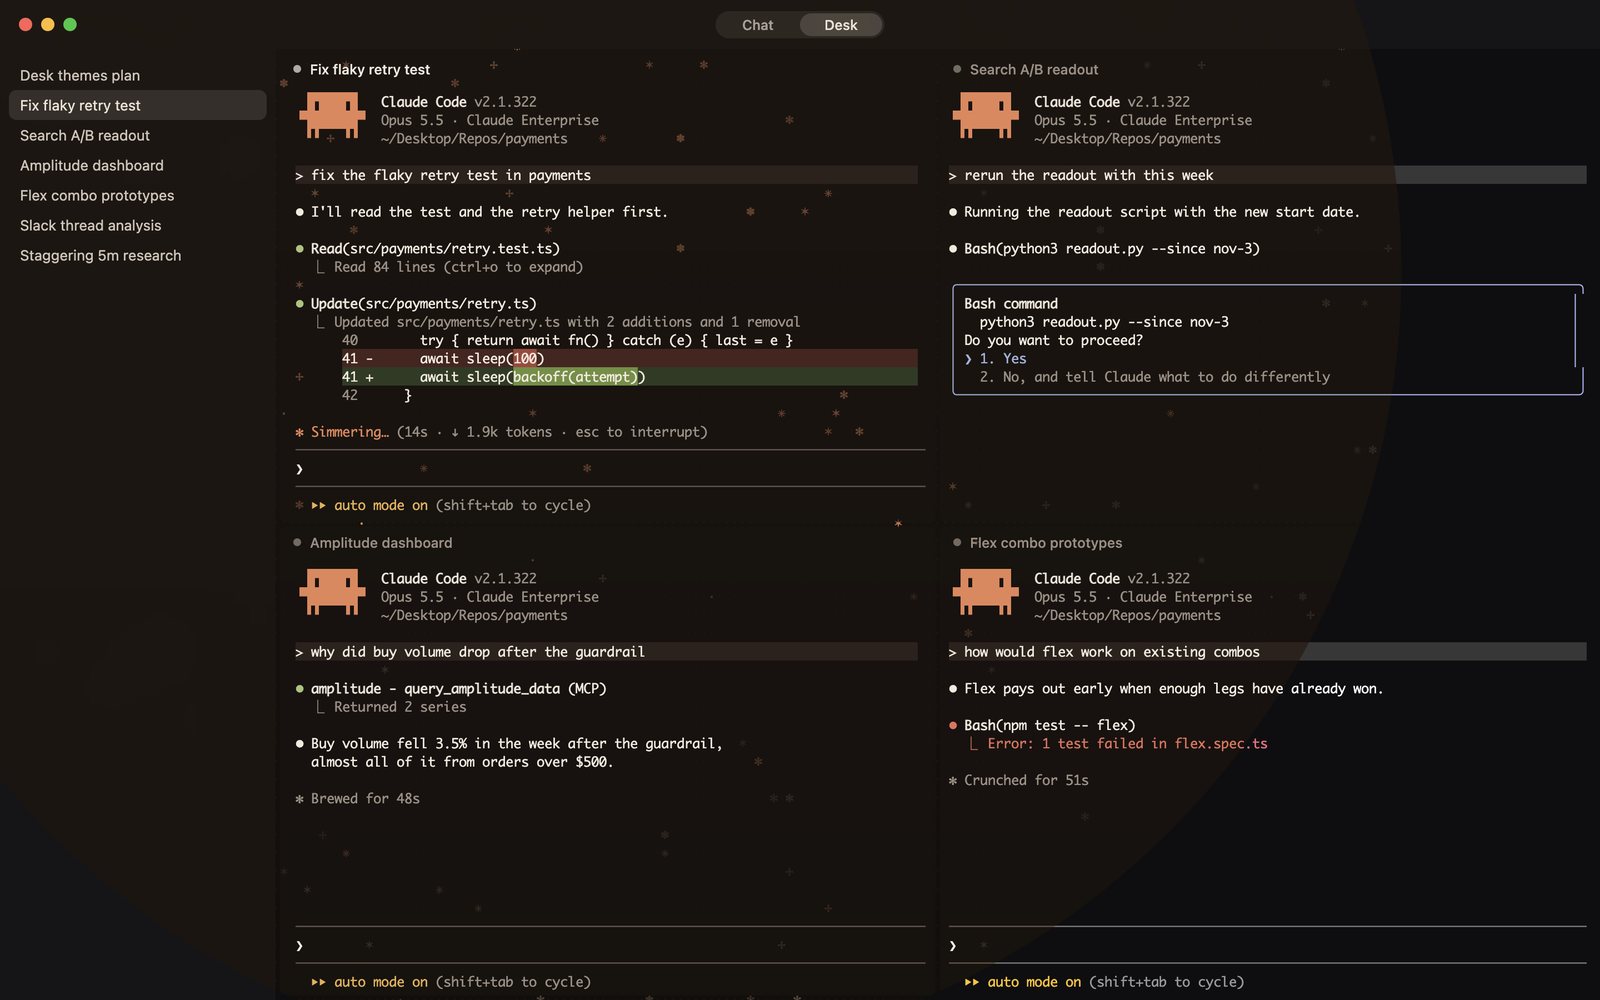 Chat
Desk
Desk themes plan
Fix flaky retry test
Search A/B readout
Amplitude dashboard
Flex combo prototypes
Slack thread analysis
Staggering 5m research
Fix flaky retry test
Claude Code v2.1.322
Opus 5.5 · Claude Enterprise
~/Desktop/Repos/payments
> fix the flaky retry test in payments
● I'll read the test and the retry helper first.
● Read(src/payments/retry.test.ts)
⎿ Read 84 lines (ctrl+o to expand)
● Update(src/payments/retry.ts)
⎿ Updated src/payments/retry.ts with 2 additions and 1 removal
40 try { return await fn() } catch (e) { last = e }
41 - await sleep(100)
41 + await sleep(backoff(attempt))
42 }
✻ Simmering… (14s · ↓ 1.9k tokens · esc to interrupt)
❯
⏵⏵ auto mode on (shift+tab to cycle)
Search A/B readout
Claude Code v2.1.322
Opus 5.5 · Claude Enterprise
~/Desktop/Repos/payments
> rerun the readout with this week
● Running the readout script with the new start date.
● Bash(python3 readout.py --since nov-3)
Bash command
python3 readout.py --since nov-3
Do you want to proceed?
❯ 1. Yes
2. No, and tell Claude what to do differently
Amplitude dashboard
Claude Code v2.1.322
Opus 5.5 · Claude Enterprise
~/Desktop/Repos/payments
> why did buy volume drop after the guardrail
● amplitude - query_amplitude_data (MCP)
⎿ Returned 2 series
● Buy volume fell 3.5% in the week after the guardrail,
almost all of it from orders over $500.
✻ Brewed for 48s
❯
⏵⏵ auto mode on (shift+tab to cycle)
Flex combo prototypes
Claude Code v2.1.322
Opus 5.5 · Claude Enterprise
~/Desktop/Repos/payments
> how would flex work on existing combos
● Flex pays out early when enough legs have already won.
● Bash(npm test -- flex)
⎿ Error: 1 test failed in flex.spec.ts
✻ Crunched for 51s
❯
⏵⏵ auto mode on (shift+tab to cycle)